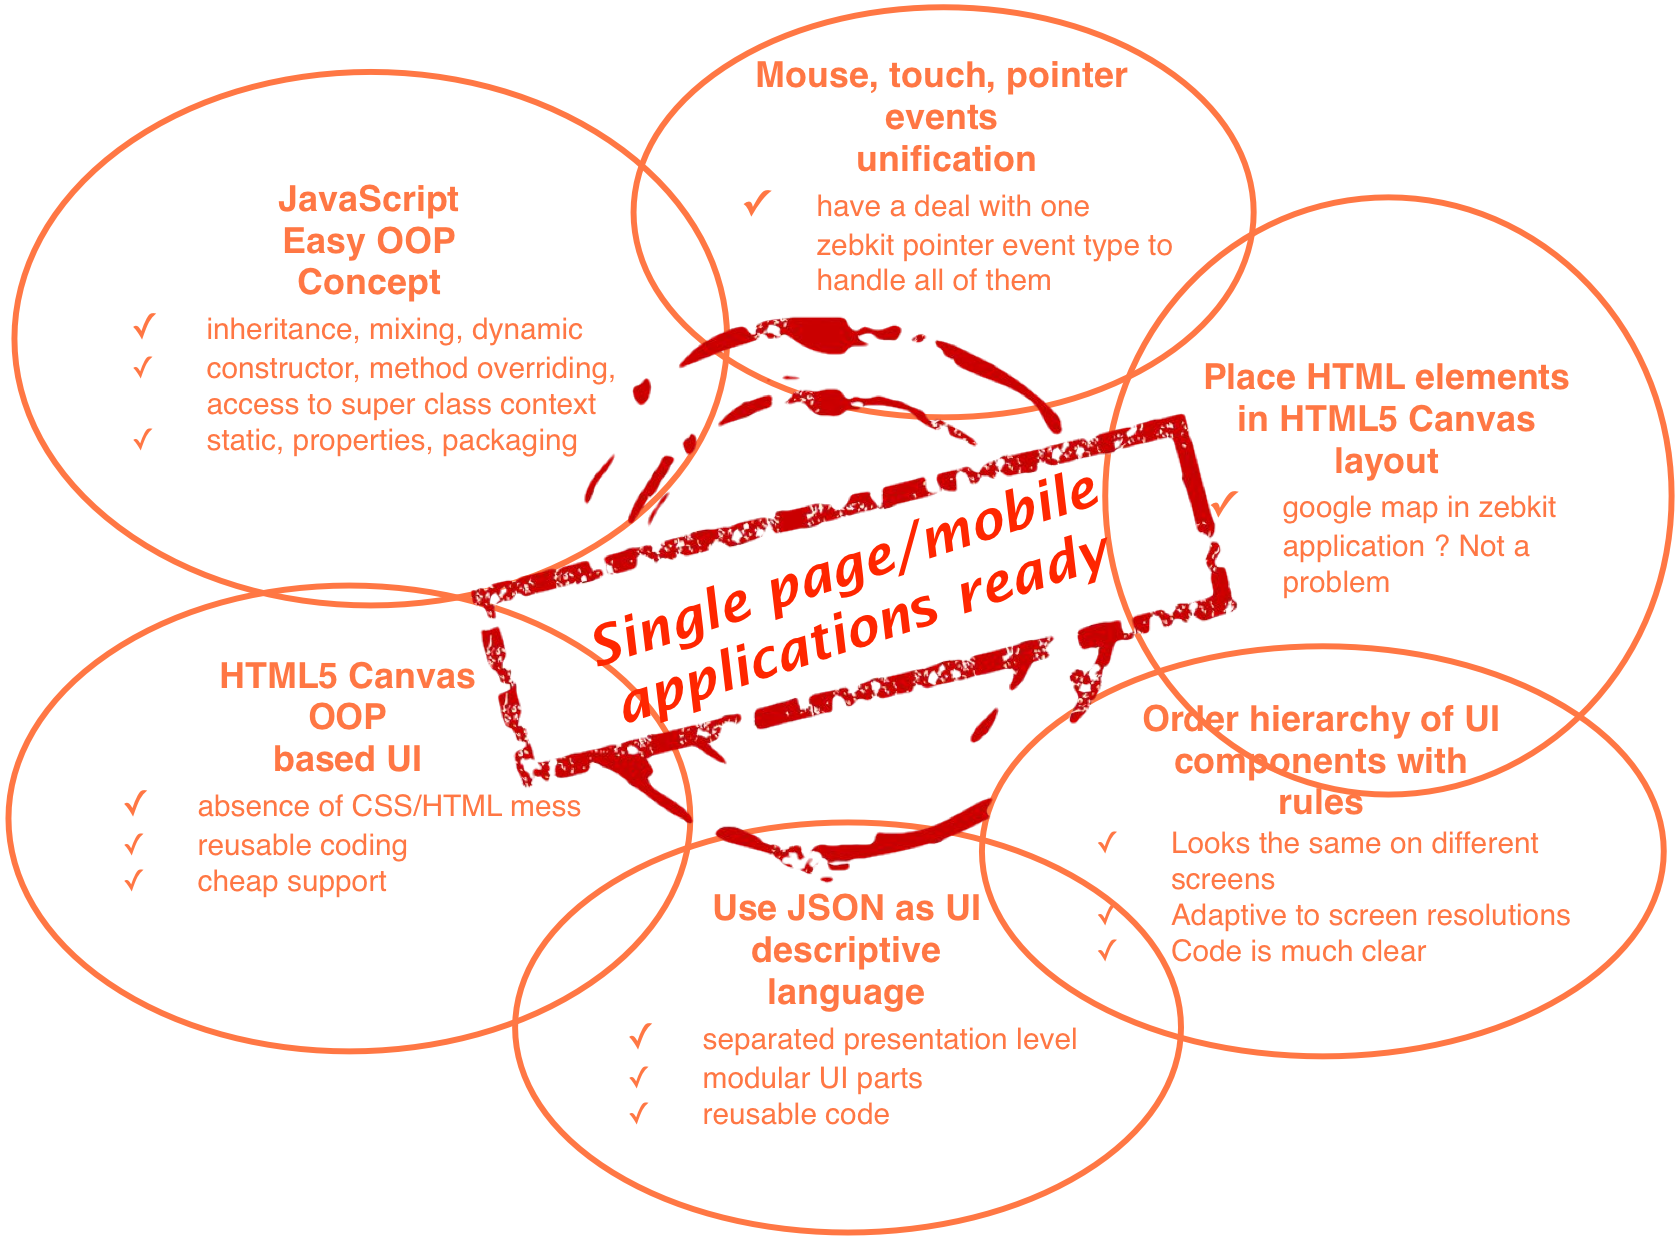 Mouse, touch, pointer
events
unification
✓ have a deal with one
zebkit pointer event type to
handle all of them
JavaScript
Easy OOP
Concept
✓ inheritance, mixing, dynamic
✓ constructor, method overriding,
access to super class context
✓ static, properties, packaging
Place HTML elements
in HTML5 Canvas
layout
✓ google map in zebkit
application ? Not a
problem
Single page/mobile
applications ready
HTML5 Canvas
OOP
based UI
✓ absence of CSS/HTML mess
✓ reusable coding
✓ cheap support
Order hierarchy of UI
components with
rules
✓ Looks the same on different
screens
✓ Adaptive to screen resolutions
✓ Code is much clear
Use JSON as UI
descriptive
language
✓ separated presentation level
✓ modular UI parts
✓ reusable code